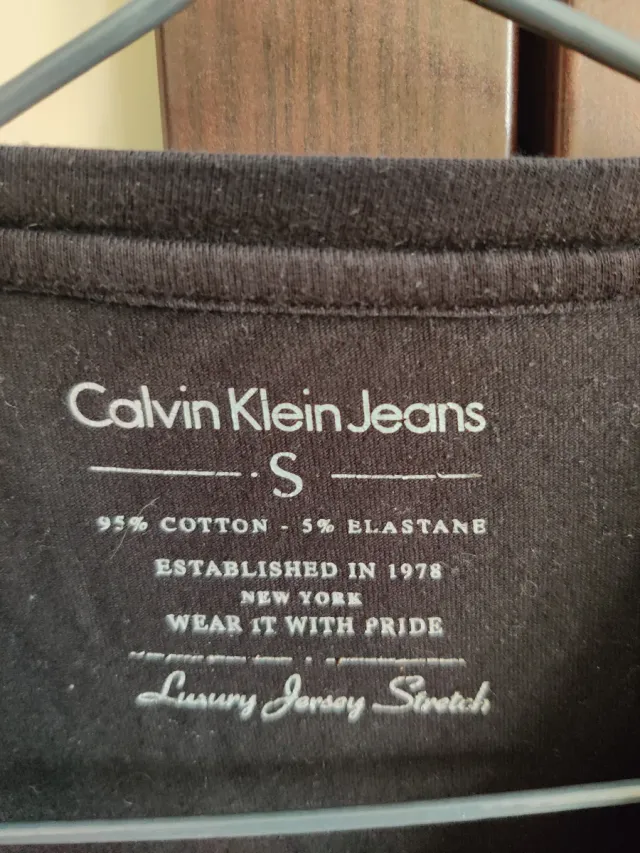 Calvin Klein Jeans
S
95% COTTON - 5% ELASTANE
ESTABLISHED IN 1978
NEW YORK
WEAR IT WITH PRIDE
Luxury Jersey Stretch